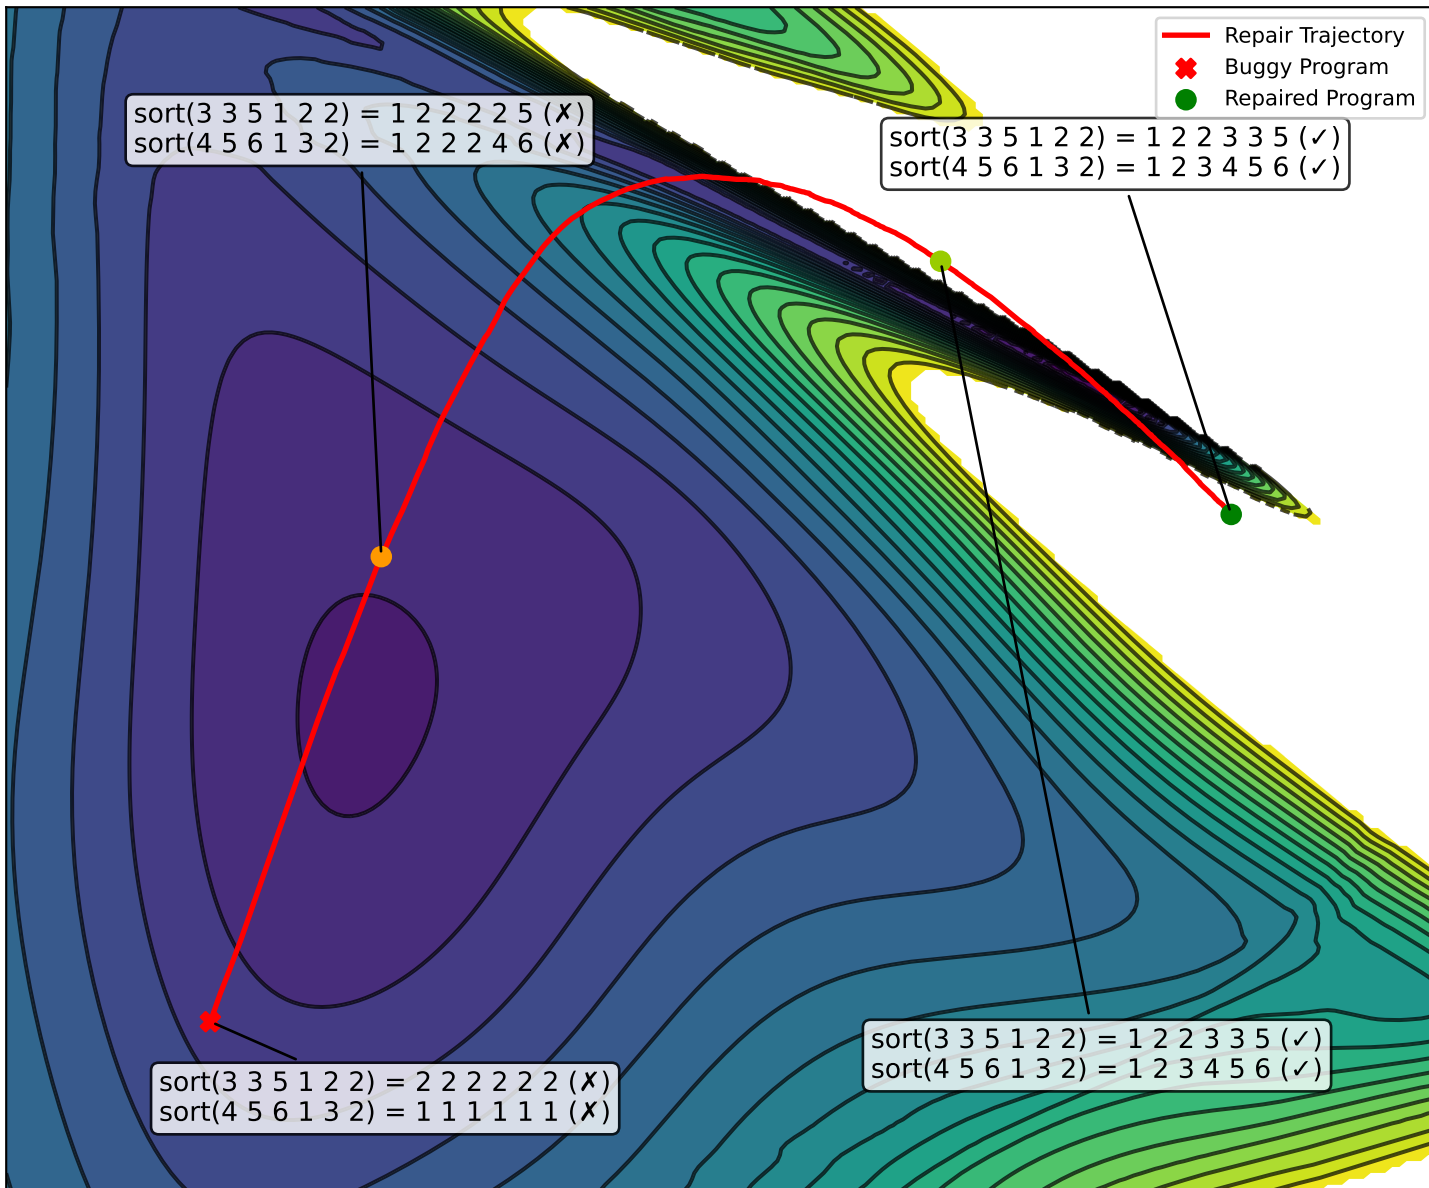 Repair Trajectory
Buggy Program
Repaired Program
sort(3 3 5 1 2 2) = 1 2 2 2 2 5 (✗)
sort(4 5 6 1 3 2) = 1 2 2 2 4 6 (✗)
sort(3 3 5 1 2 2) = 1 2 2 3 3 5 (✓)
sort(4 5 6 1 3 2) = 1 2 3 4 5 6 (✓)
sort(3 3 5 1 2 2) = 1 2 2 3 3 5 (✓)
sort(4 5 6 1 3 2) = 1 2 3 4 5 6 (✓)
sort(3 3 5 1 2 2) = 2 2 2 2 2 2 (✗)
sort(4 5 6 1 3 2) = 1 1 1 1 1 1 (✗)